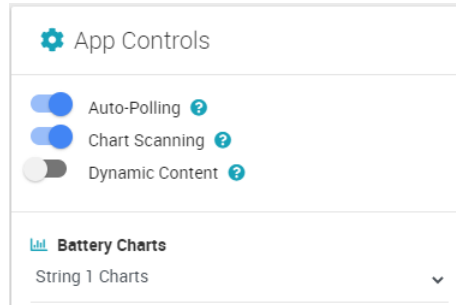 App Controls
Auto-Polling
Chart Scanning
Dynamic Content
Battery Charts
String 1 Charts